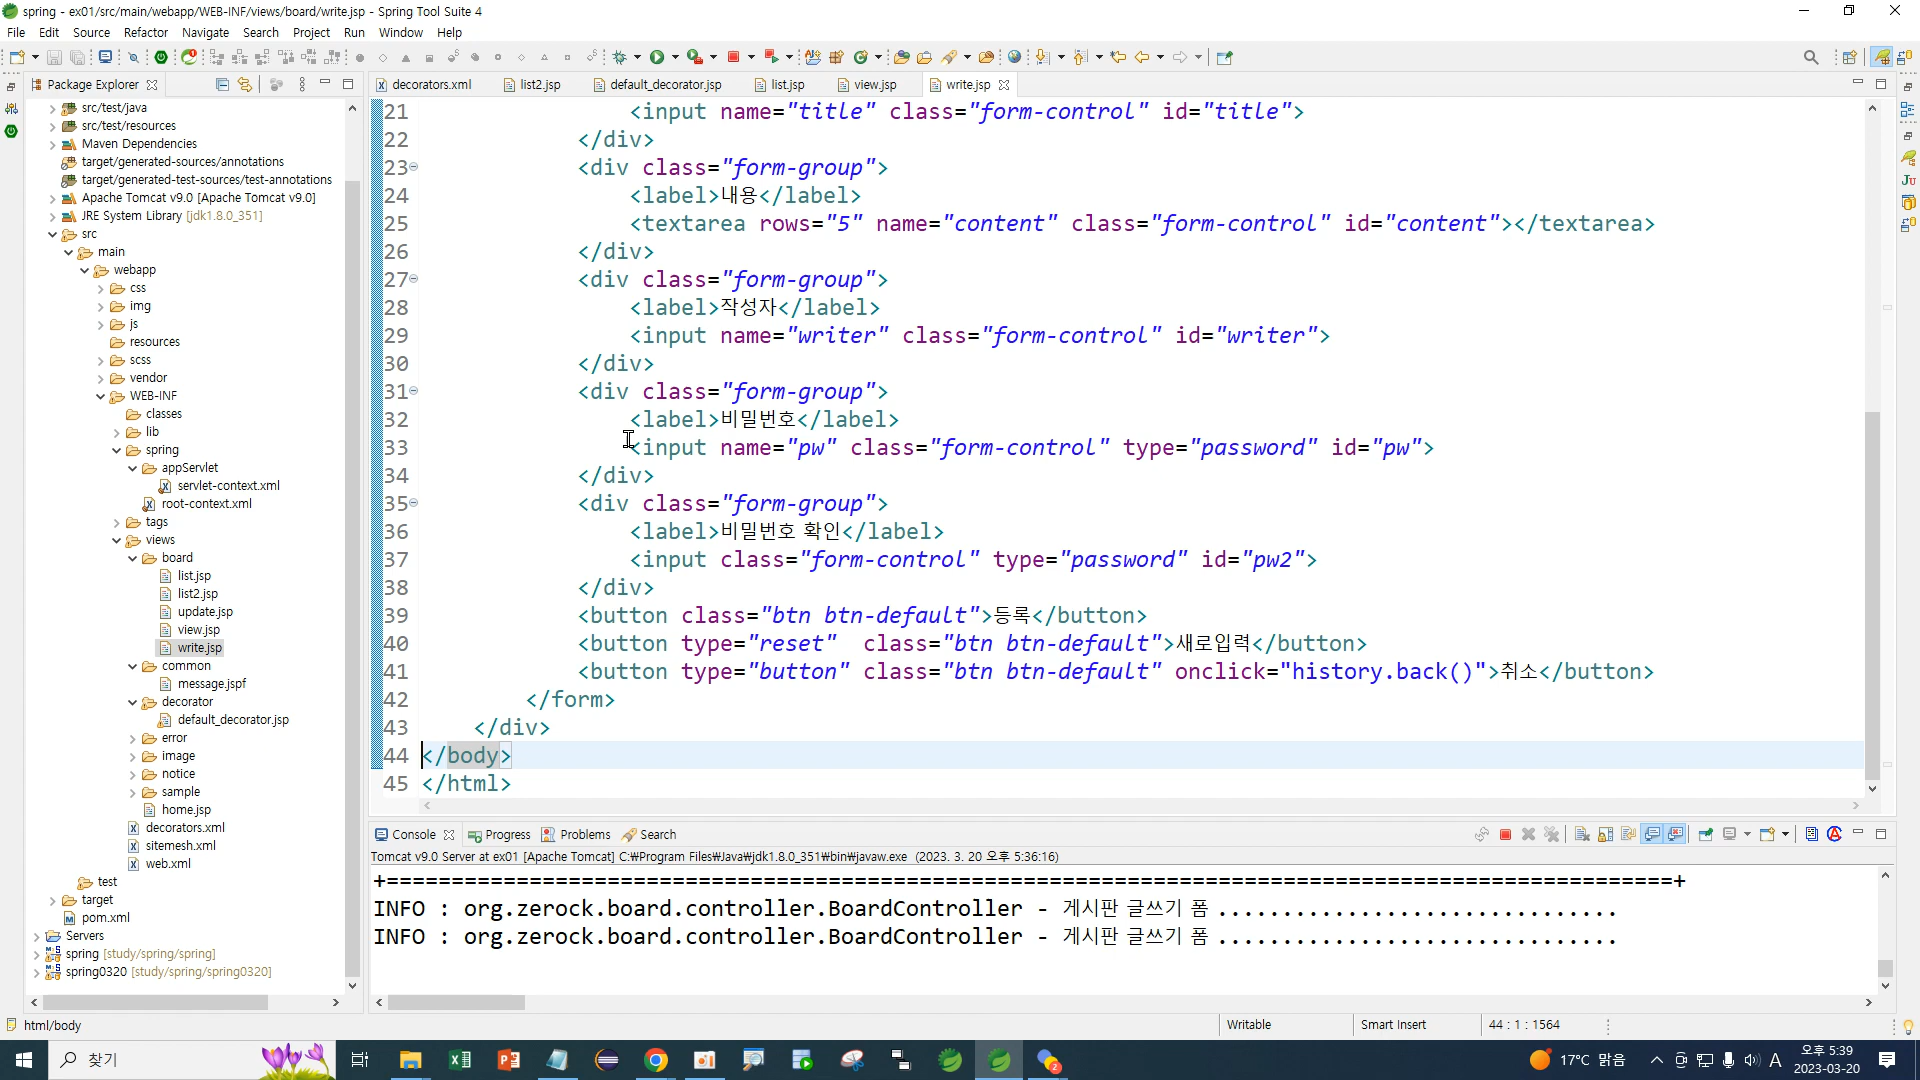 spring - ex01/src/main/webapp/WEB-INF/views/board/write.jsp - Spring Tool Suite 4
File Edit Source Refactor Navigate Search Project Run Window Help
Package Explorer
src/test/java
src/test/resources
Maven Dependencies
target/generated-sources/annotations
target/generated-test-sources/test-annotations
Apache Tomcat v9.0 [Apache Tomcat v9.0]
JRE System Library [jdk1.8.0_351]
src
main
webapp
css
img
js
resources
scss
vendor
WEB-INF
classes
lib
spring
appServlet
servlet-context.xml
root-context.xml
tags
views
board
list.jsp
list2.jsp
update.jsp
view.jsp
write.jsp
common
message.jspf
decorator
default_decorator.jsp
error
image
notice
sample
home.jsp
decorators.xml
sitemesh.xml
web.xml
test
target
pom.xml
Servers
spring [study/spring/spring]
spring0320 [study/spring/spring0320]
decorators.xml list2.jsp default_decorator.jsp list.jsp view.jsp write.jsp
21 <input name="title" class="form-control" id="title">
22 </div>
23 <div class="form-group">
24 <label>내용</label>
25 <textarea rows="5" name="content" class="form-control" id="content"></textarea>
26 </div>
27 <div class="form-group">
28 <label>작성자</label>
29 <input name="writer" class="form-control" id="writer">
30 </div>
31 <div class="form-group">
32 <label>비밀번호</label>
33 <input name="pw" class="form-control" type="password" id="pw">
34 </div>
35 <div class="form-group">
36 <label>비밀번호 확인</label>
37 <input class="form-control" type="password" id="pw2">
38 </div>
39 <button class="btn btn-default">등록</button>
40 <button type="reset"  class="btn btn-default">새로입력</button>
41 <button type="button" class="btn btn-default" onclick="history.back()">취소</button>
42 </form>
43 </div>
44 </body>
45 </html>
Console Progress Problems Search
Tomcat v9.0 Server at ex01 [Apache Tomcat] C:₩Program Files₩Java₩jdk1.8.0_351₩bin₩javaw.exe (2023. 3. 20 오후 5:36:16)
+===================================================================================================+
INFO : org.zerock.board.controller.BoardController - 게시판 글쓰기 폼 ...............................
INFO : org.zerock.board.controller.BoardController - 게시판 글쓰기 폼 ...............................
html/body Writable Smart Insert 44 : 1 : 1564
찾기
17°C 맑음
A
오후 5:39
2023-03-20